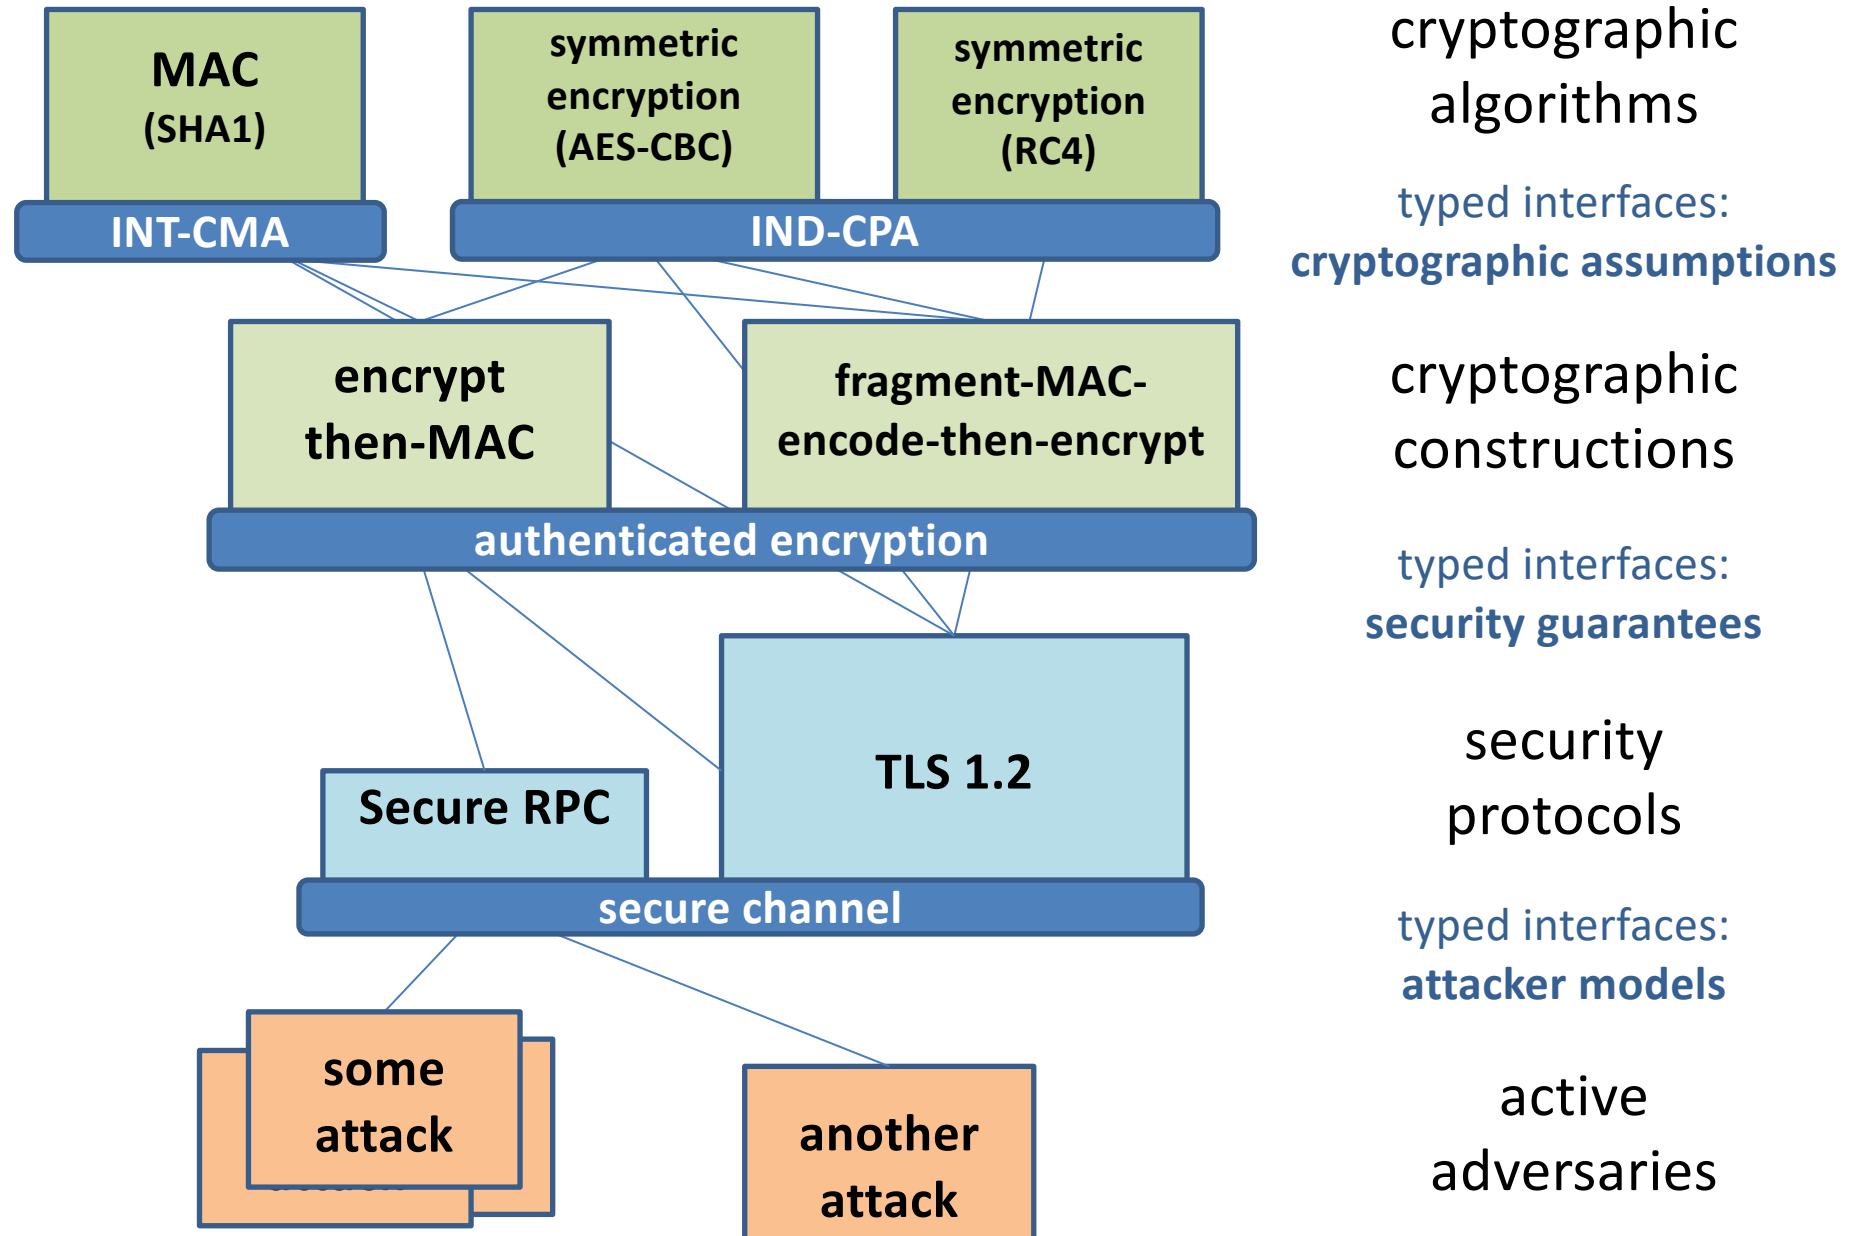 MAC
(SHA1)
symmetric
encryption
(AES-CBC)
symmetric
encryption
(RC4)
cryptographic
algorithms
INT-CMA
IND-CPA
typed interfaces:
cryptographic assumptions
encrypt
then-MAC
fragment-MAC-
encode-then-encrypt
cryptographic
constructions
authenticated encryption
typed interfaces:
security guarantees
Secure RPC
TLS 1.2
security
protocols
secure channel
typed interfaces:
attacker models
some
attack
another
attack
active
adversaries